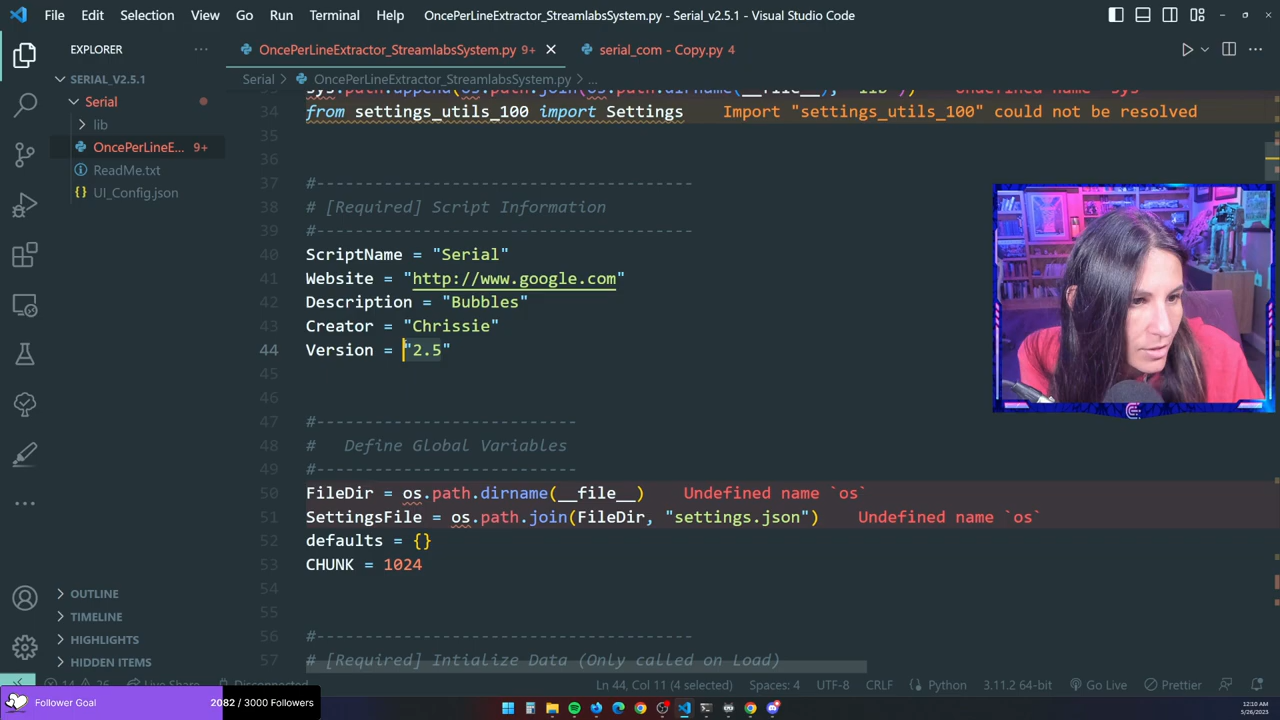 File Edit Selection View Go Run Terminal Help
OncePerLineExtractor_StreamlabsSystem.py - Serial_v2.5.1 - Visual Studio Code
EXPLORER
OncePerLineExtractor_StreamlabsSystem.py 9+
serial_com - Copy.py 4
SERIAL_V2.5.1
Serial
lib
OncePerLineE... 9+
ReadMe.txt
UI_Config.json
OUTLINE
TIMELINE
HIGHLIGHTS
HIDDEN ITEMS
Serial > OncePerLineExtractor_StreamlabsSystem.py > ...
34 from settings_utils_100 import Settings Import "settings_utils_100" could not be resolved
35
36
37 #----------------------------------------
38 # [Required] Script Information
39 #----------------------------------------
40 ScriptName = "Serial"
41 Website = "http://www.google.com"
42 Description = "Bubbles"
43 Creator = "Chrissie"
44 Version = "2.5"
45
46
47 #---------------------------
48 #   Define Global Variables
49 #---------------------------
50 FileDir = os.path.dirname(__file__) Undefined name `os`
51 SettingsFile = os.path.join(FileDir, "settings.json") Undefined name `os`
52 defaults = {}
53 CHUNK = 1024
54
55
56 #----------------------------------------
57 # [Required] Intialize Data (Only called on Load)
Ln 44, Col 11 (4 selected) Spaces: 4 UTF-8 CRLF Python 3.11.2 64-bit Go Live Prettier
Follower Goal 2082 / 3000 Followers
12:10 AM
5/26/2023